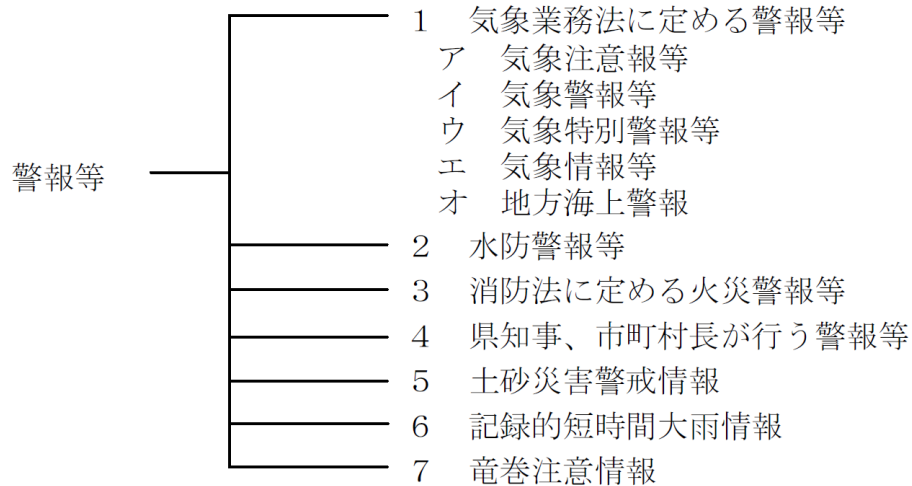 １　気象業務法に定める警報等
ア　気象注意報等
イ　気象警報等
ウ　気象特別警報等
エ　気象情報等
警報等
オ　地方海上警報
２　水防警報等
３　消防法に定める火災警報等
４　県知事、市町村長が行う警報等
５　土砂災害警戒情報
６　記録的短時間大雨情報
７　竜巻注意情報